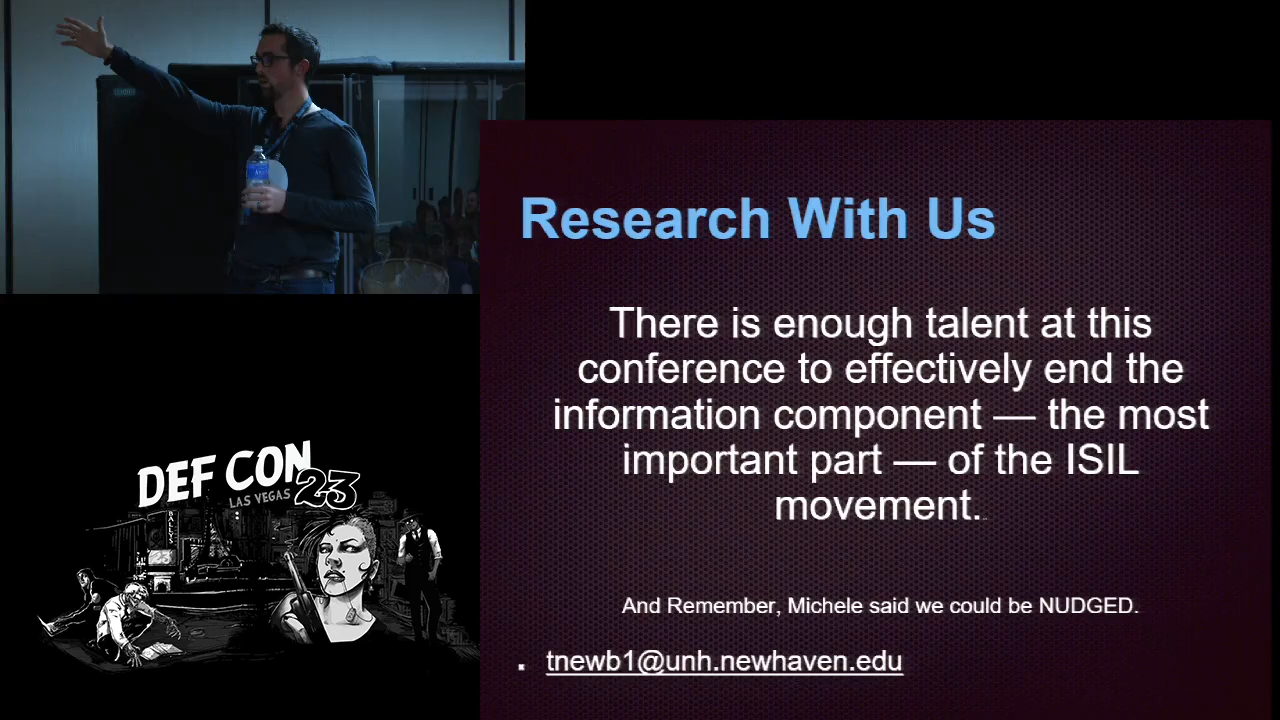 Research With Us
There is enough talent at this
conference to effectively end the
information component — the most
important part — of the ISIL
movement.
And Remember, Michele said we could be NUDGED.
tnewb1@unh.newhaven.edu
DEF CON
LAS VEGAS 23
BALLYS